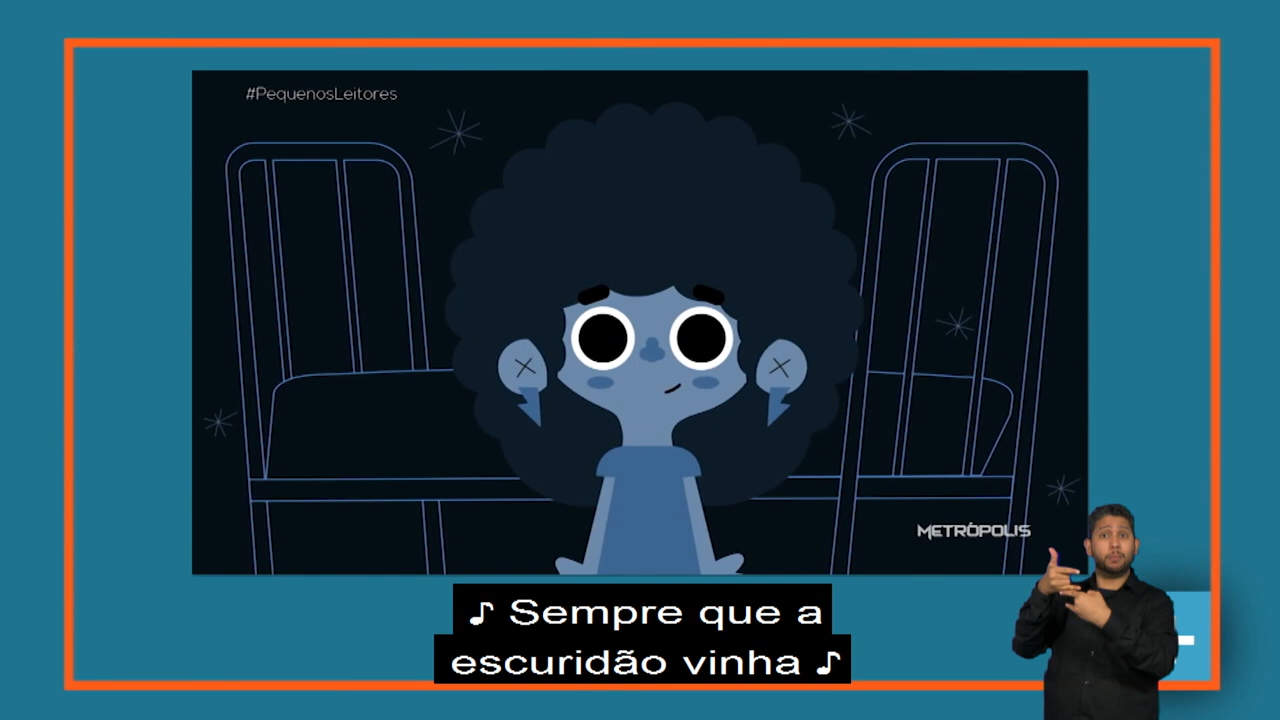 #PequenosLeitores
METRÓPOLIS
♪ Sempre que a
escuridão vinha ♪